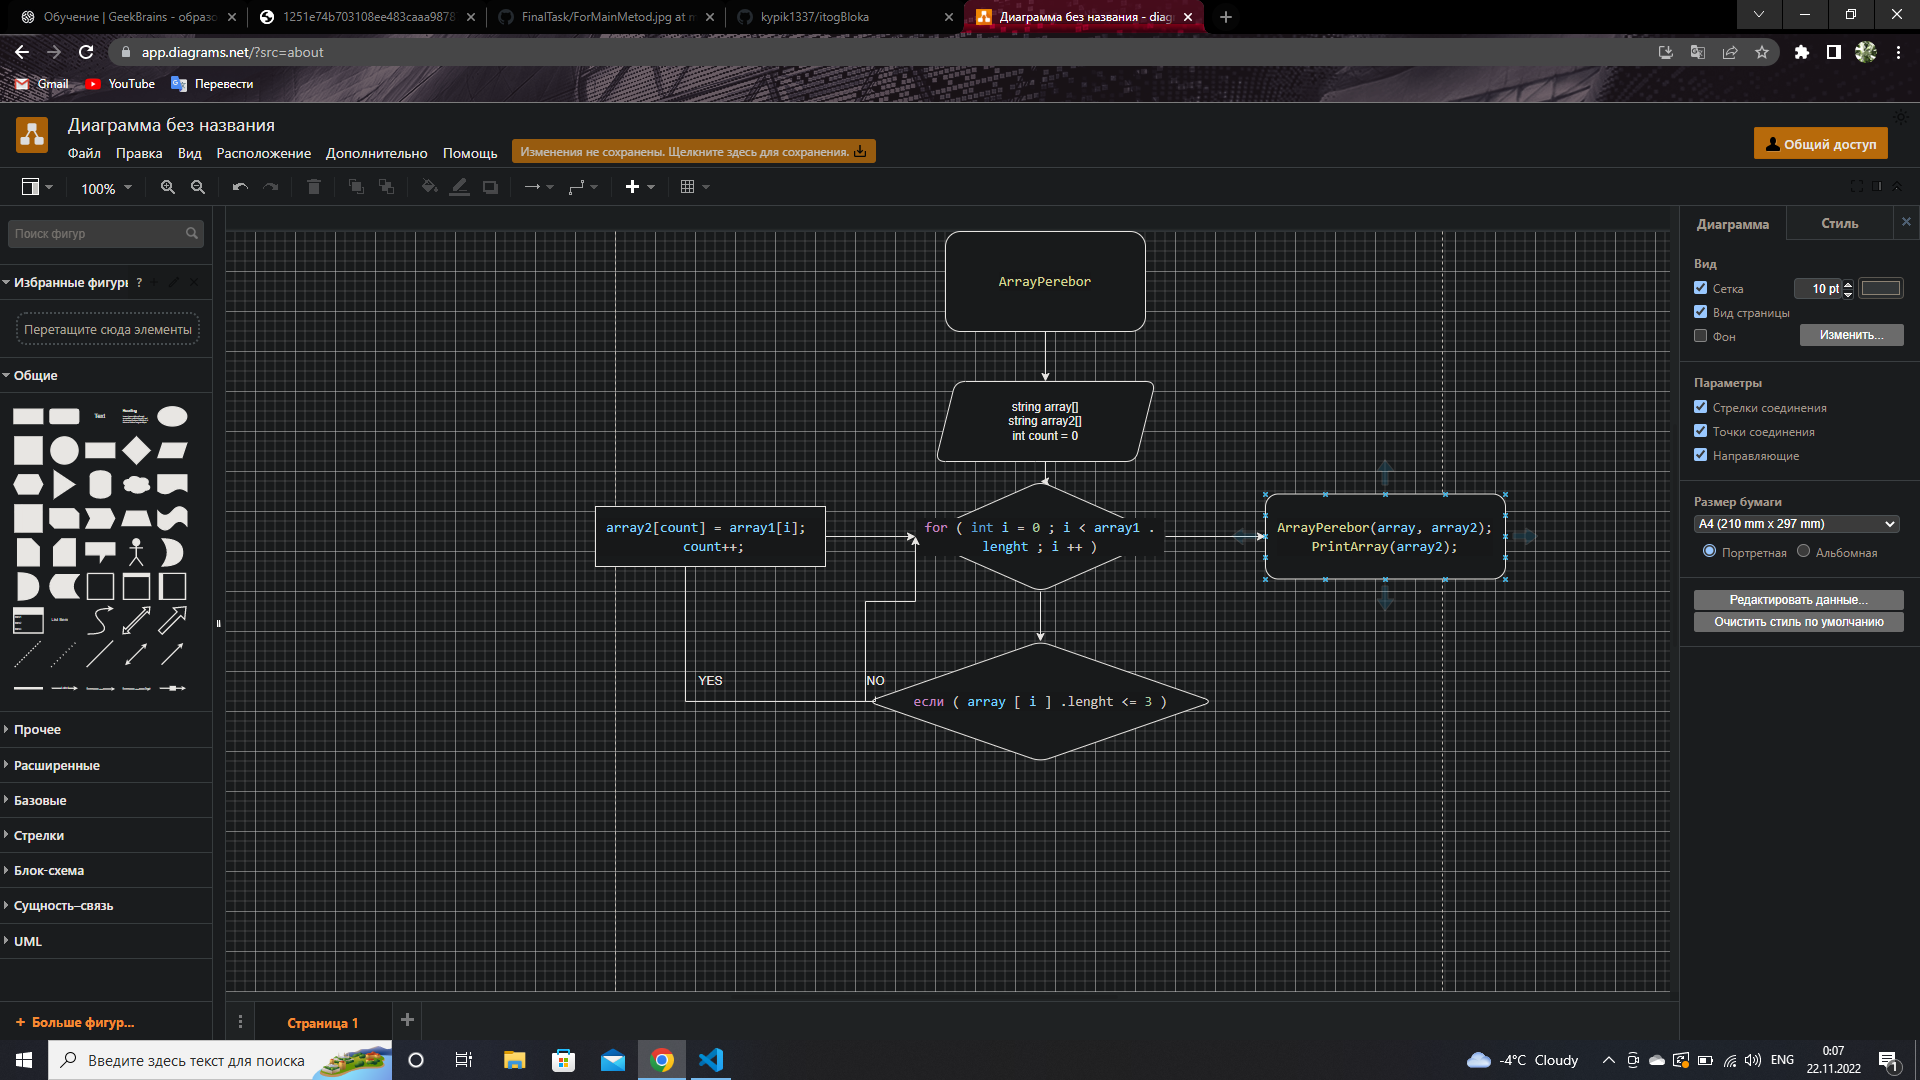 Обучение | GeekBrains - образо
1251e74b703108ee483caaa9878
FinalTask/ForMainMetod.jpg at m
kypik1337/itogBloka
Диаграмма без названия - diag
app.diagrams.net/?src=about
Gmail
YouTube
Перевести
Диаграмма без названия
Файл
Правка
Вид
Расположение
Дополнительно
Помощь
Изменения не сохранены. Щелкните здесь для сохранения.
Общий доступ
100%
Поиск фигур
Избранные фигуры
?
Перетащите сюда элементы
Общие
Text
Heading
List Item
Прочее
Расширенные
Базовые
Стрелки
Блок-схема
Сущность–связь
UML
+ Больше фигур...
ArrayPerebor
string array[]
string array2[]
int count = 0
array2[count] = array1[i];
count++;
for ( int i = 0 ; i < array1 .
lenght ; i ++ )
ArrayPerebor(array, array2);
PrintArray(array2);
YES
NO
если ( array [ i ] .lenght <= 3 )
Диаграмма
Стиль
Вид
Сетка
10 pt
Вид страницы
Фон
Изменить...
Параметры
Стрелки соединения
Точки соединения
Направляющие
Размер бумаги
A4 (210 mm x 297 mm)
Портретная
Альбомная
Редактировать данные...
Очистить стиль по умолчанию
Страница 1
Введите здесь текст для поиска
-4°C Cloudy
ENG
0:07
22.11.2022
1